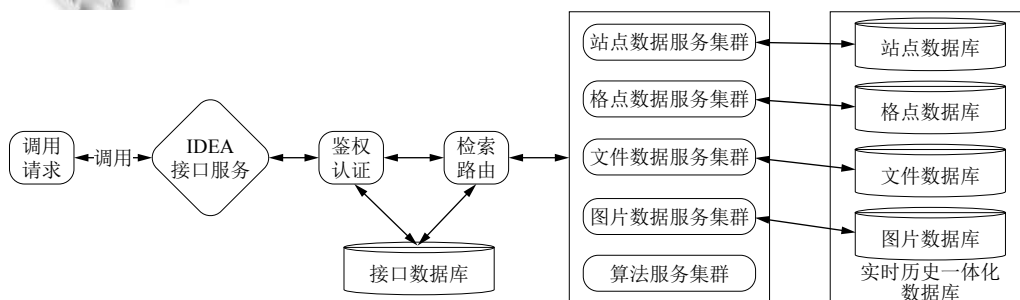 调用
请求
调用
IDEA
接口服务
鉴权
认证
检索
路由
接口数据库
站点数据服务集群
格点数据服务集群
文件数据服务集群
图片数据服务集群
算法服务集群
站点数据库
格点数据库
文件数据库
图片数据库
实时历史一体化
数据库